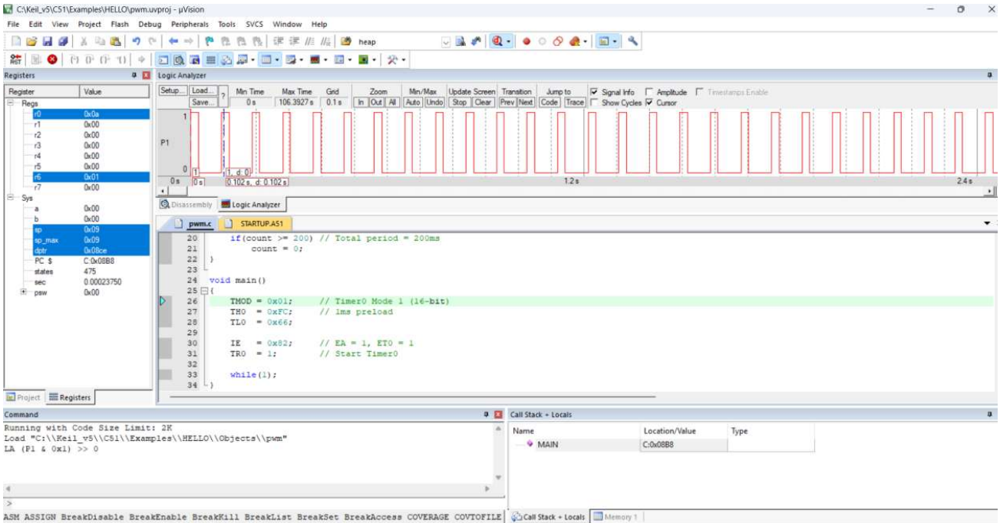 C:\Keil_v5\C51\Examples\HELLO\pwm.uvproj - µVision
File Edit View Project Flash Debug Peripherals Tools SVCS Window Help
heap
RST
Registers
Register Value
Regs
r0 0x0a
r1 0x00
r2 0x00
r3 0x00
r4 0x00
r5 0x00
r6 0x01
r7 0x00
Sys
a 0x00
b 0x00
sp 0x09
sp_max 0x09
dptr 0x08ce
PC $ C:0x08B8
states 475
sec 0.00023750
psw 0x00
Project Registers
Logic Analyzer
Setup... Load... ? Min Time Max Time Grid Zoom Min/Max Update Screen Transition Jump to Signal Info Amplitude Timestamps Enable
Save... 0 s 106.3927 s 0.1 s In Out All Auto Undo Stop Clear Prev Next Code Trace Show Cycles Cursor
1
P1
0 1 1, d: 0
0 s 0 s 0.102 s, d: 0.102 s 1.2 s 2.4 s
Disassembly Logic Analyzer
pwm.c STARTUP.A51
20 if(count >= 200) // Total period = 200ms
21 count = 0;
22 }
23
24 void main()
25 {
26 TMOD = 0x01; // Timer0 Mode 1 (16-bit)
27 TH0 = 0xFC; // 1ms preload
28 TL0 = 0x66;
29
30 IE = 0x82; // EA = 1, ET0 = 1
31 TR0 = 1; // Start Timer0
32
33 while(1);
34 }
Command
Running with Code Size Limit: 2K
Load "C:\\Keil_v5\\C51\\Examples\\HELLO\\Objects\\pwm"
LA (P1 & 0x1) >> 0
>
ASM ASSIGN BreakDisable BreakEnable BreakKill BreakList BreakSet BreakAccess COVERAGE COVTOFILE
Call Stack + Locals
Name Location/Value Type
MAIN C:0x08B8
Call Stack + Locals Memory 1